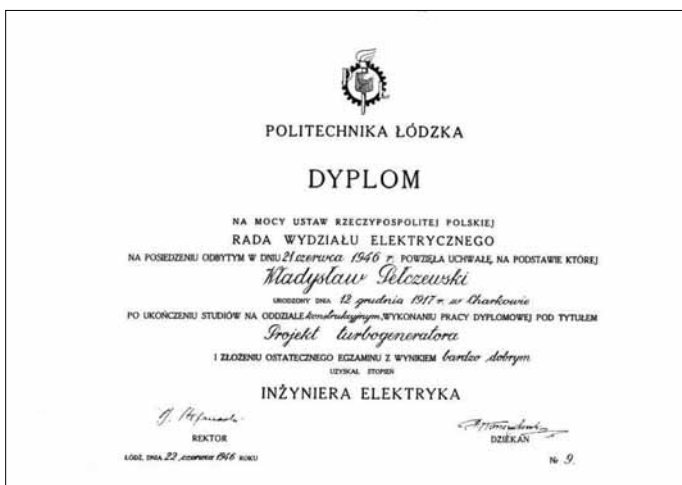 POLITECHNIKA ŁÓDZKA
DYPLOM
NA MOCY USTAW RZECZYPOSPOLITEJ POLSKIEJ
RADA WYDZIAŁU ELEKTRYCZNEGO
NA POSIEDZENIU ODBYTYM W DNIU 21 czerwca 1946 r. POWZIĘŁA UCHWAŁĘ, NA PODSTAWIE KTÓREJ
Władysław Pełczewski
URODZONY DNIA 12 grudnia 1917 r. w Charkowie
PO UKOŃCZENIU STUDIÓW NA ODDZIALE konstrukcyjnym, WYKONANIU PRACY DYPLOMOWEJ POD TYTUŁEM
Projekt turbogeneratora
I ZŁOŻENIU OSTATECZNEGO EGZAMINU Z WYNIKIEM bardzo dobrym
UZYSKAŁ STOPIEŃ
INŻYNIERA ELEKTRYKA
REKTOR
DZIEKAN
ŁÓDŹ, DNIA 22 czerwca 1946 ROKU
№ 9.